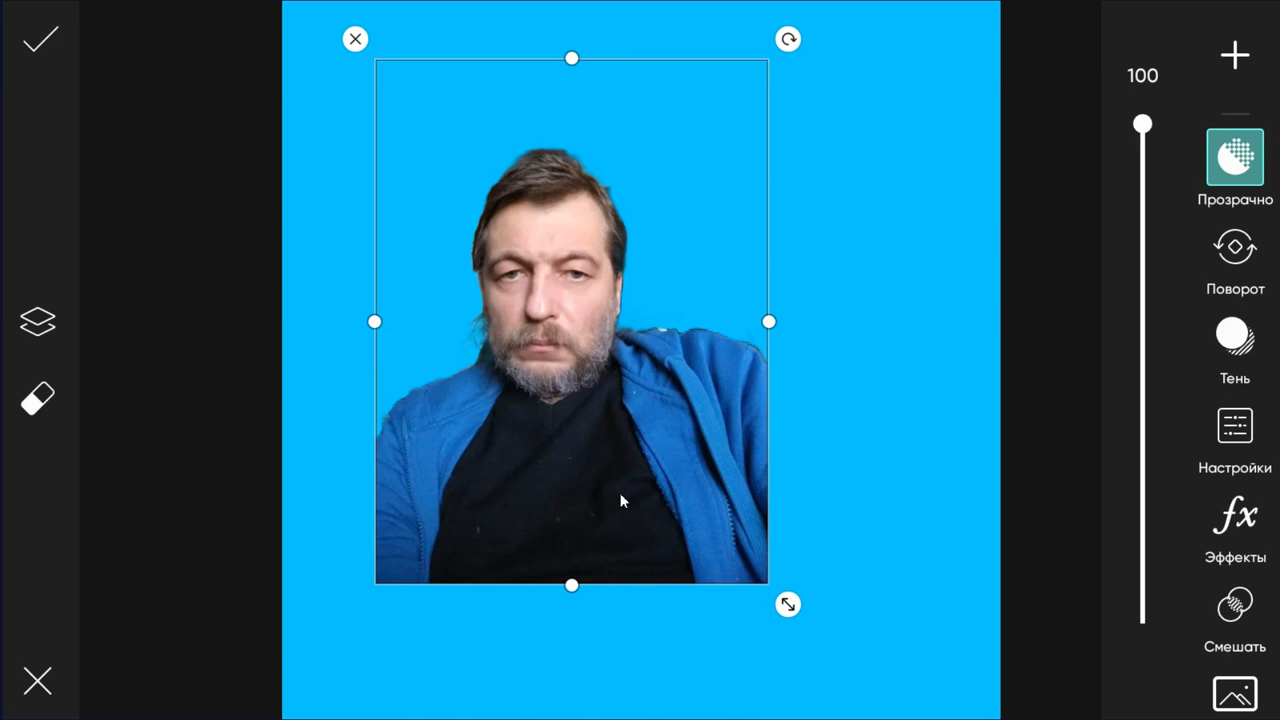 100
Прозрачно
Поворот
Тень
Настройки
fx
Эффекты
Смешать